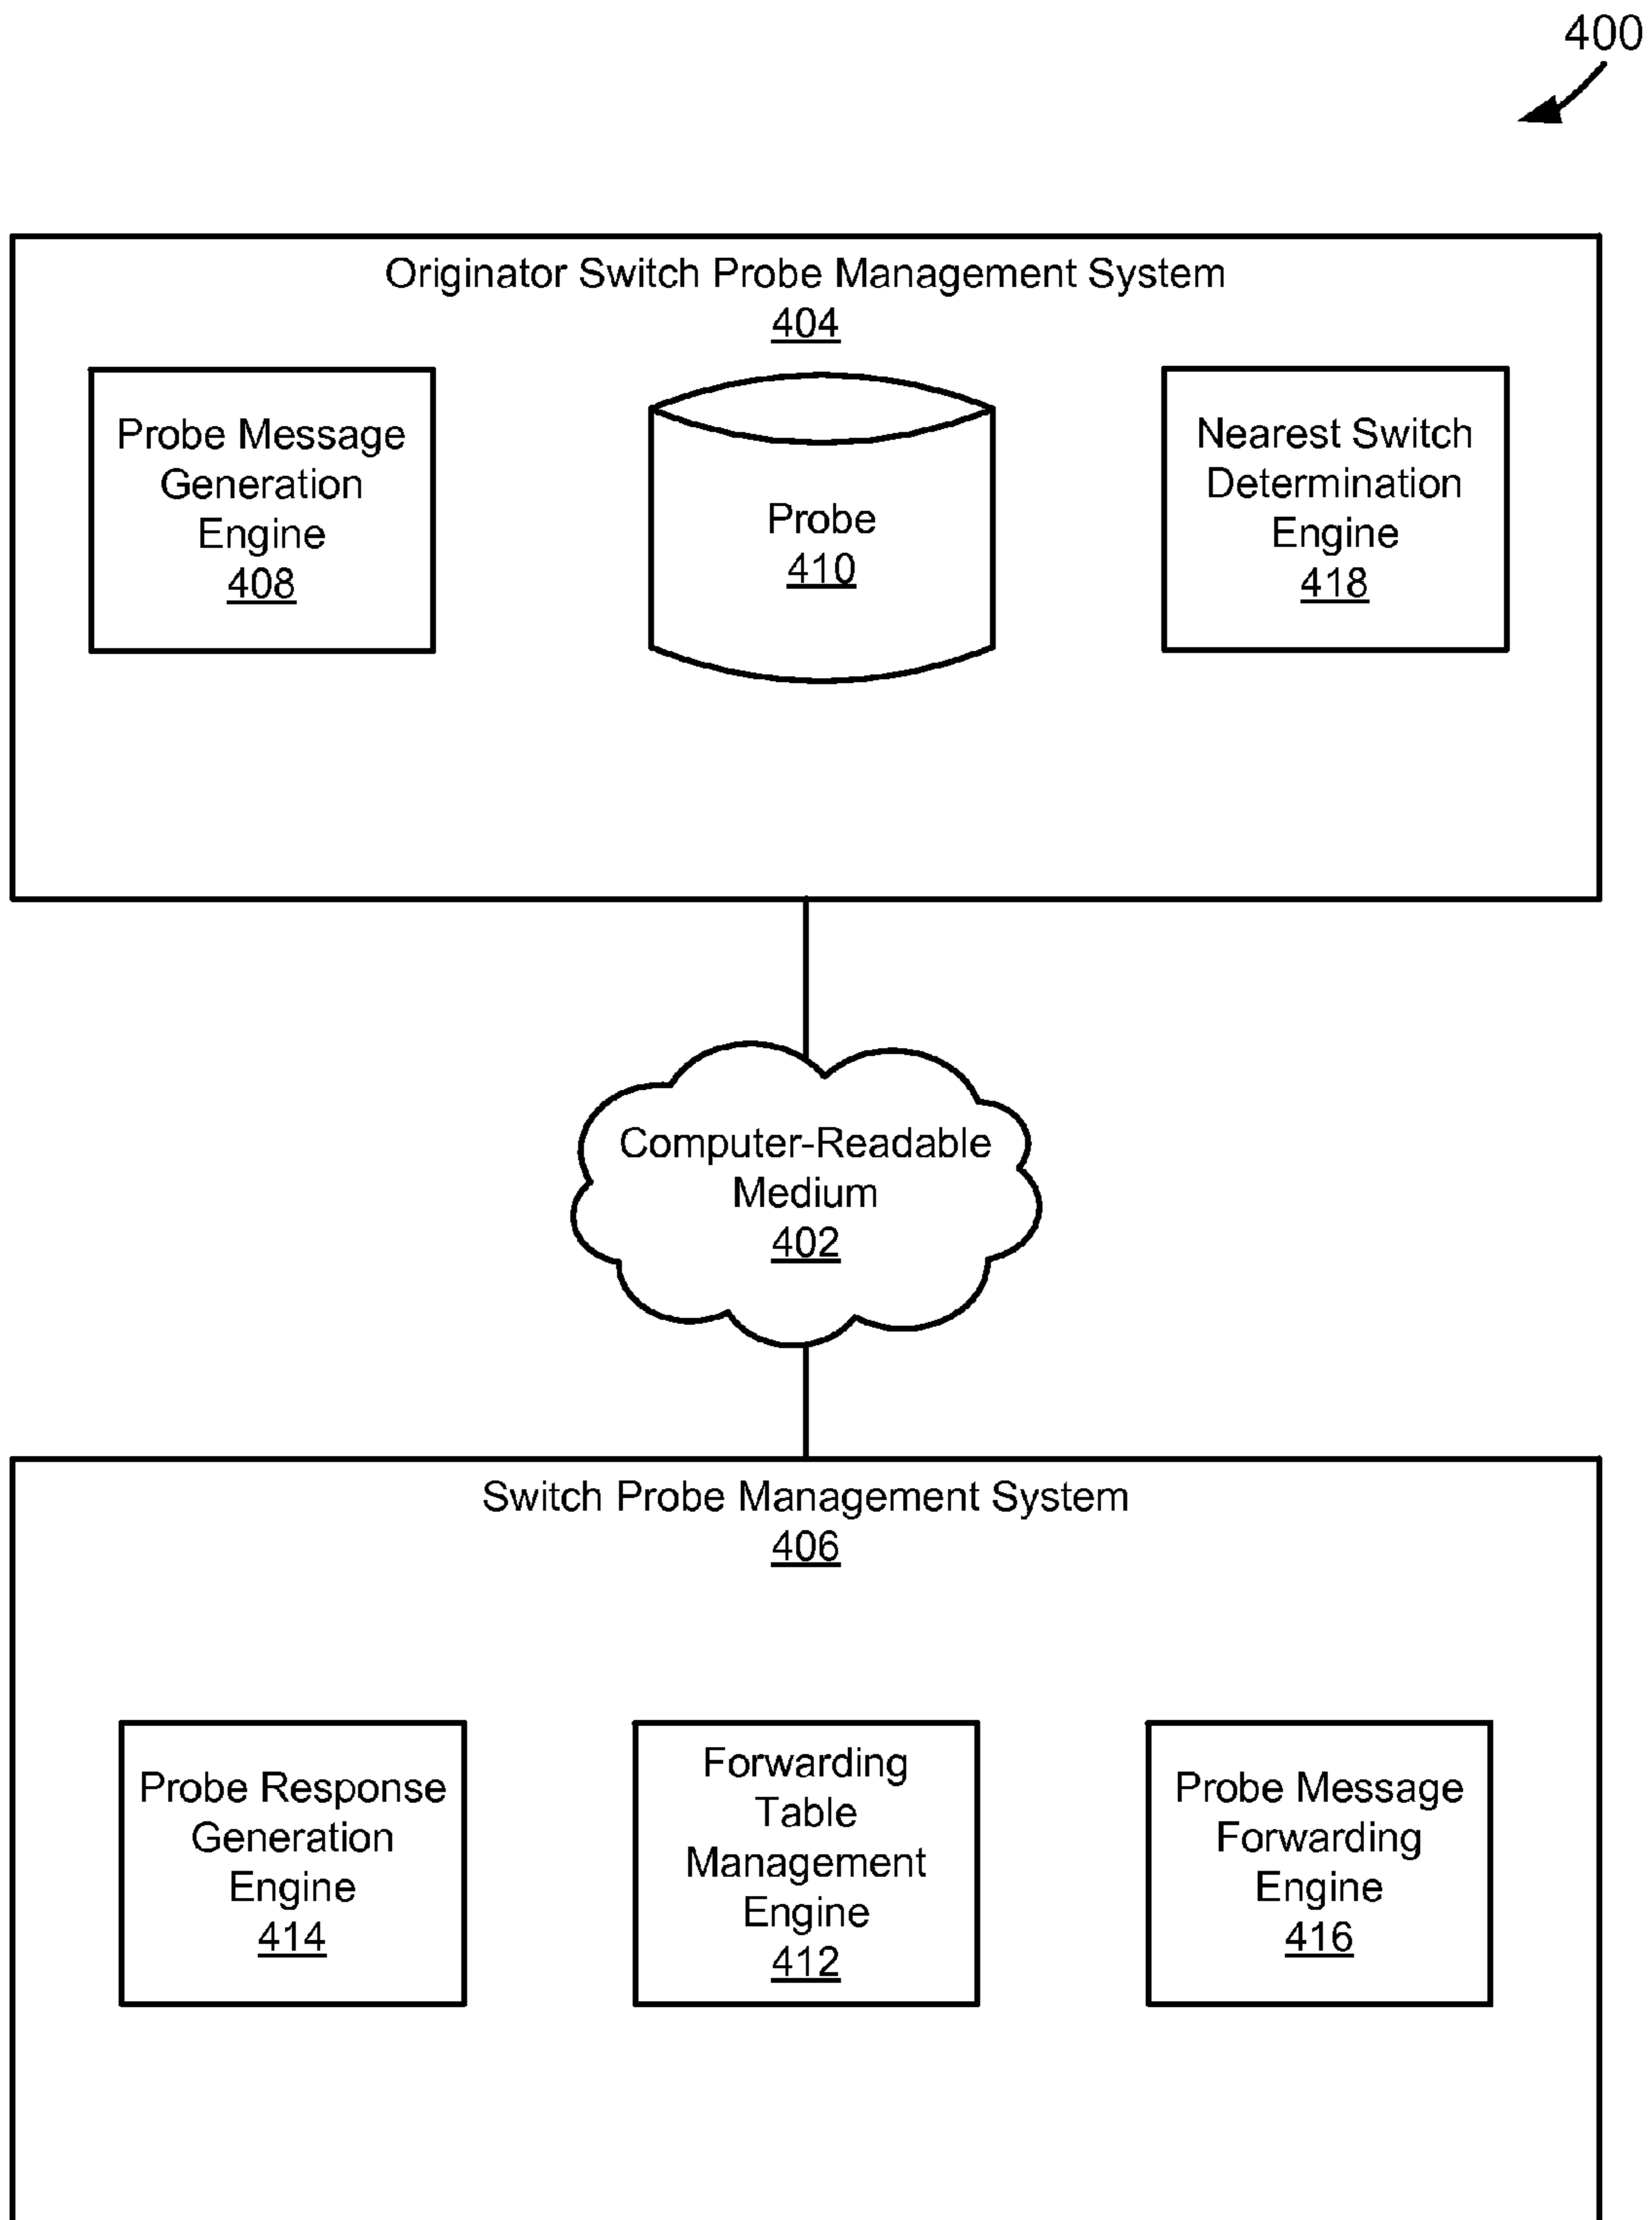 400
Originator Switch Probe Management System
404
Probe Message
Generation
Engine
408
Probe
410
Nearest Switch
Determination
Engine
418
Computer-Readable
Medium
402
Switch Probe Management System
406
Probe Response
Generation
Engine
414
Forwarding
Table
Management
Engine
412
Probe Message
Forwarding
Engine
416